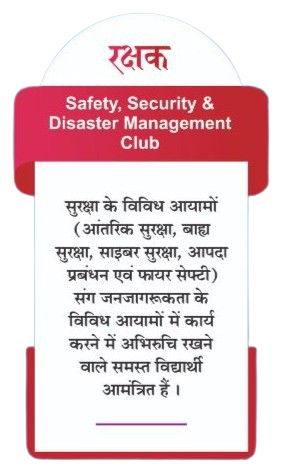 रक्षक
Safety, Security &
Disaster Management
Club
सुरक्षा के विविध आयामों
(आंतरिक सुरक्षा, बाह्य
सुरक्षा, साइबर सुरक्षा, आपदा
प्रबंधन एवं फायर सेफ्टी)
संग जनजागरूकता के
विविध आयामों में कार्य
करने में अभिरुचि रखने
वाले समस्त विद्यार्थी
आमंत्रित हैं ।